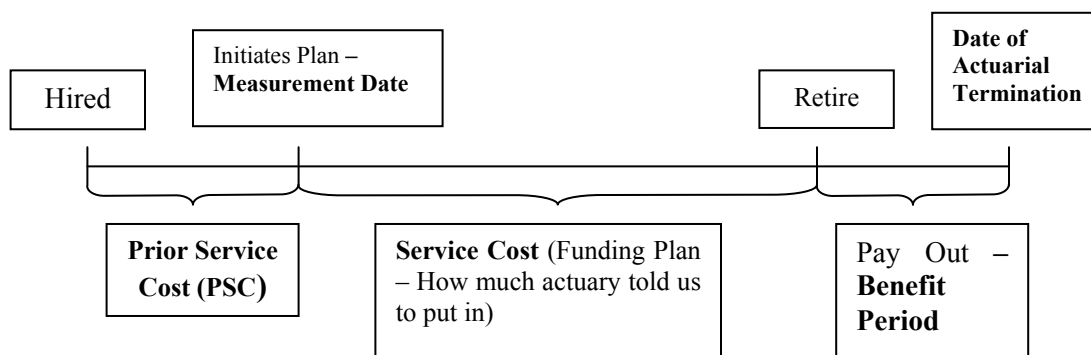 Hired
Initiates Plan –
Measurement Date
Retire
Date of
Actuarial
Termination
Prior Service
Cost (PSC)
Service Cost (Funding Plan
– How much actuary told us
to put in)
Pay Out –
Benefit
Period